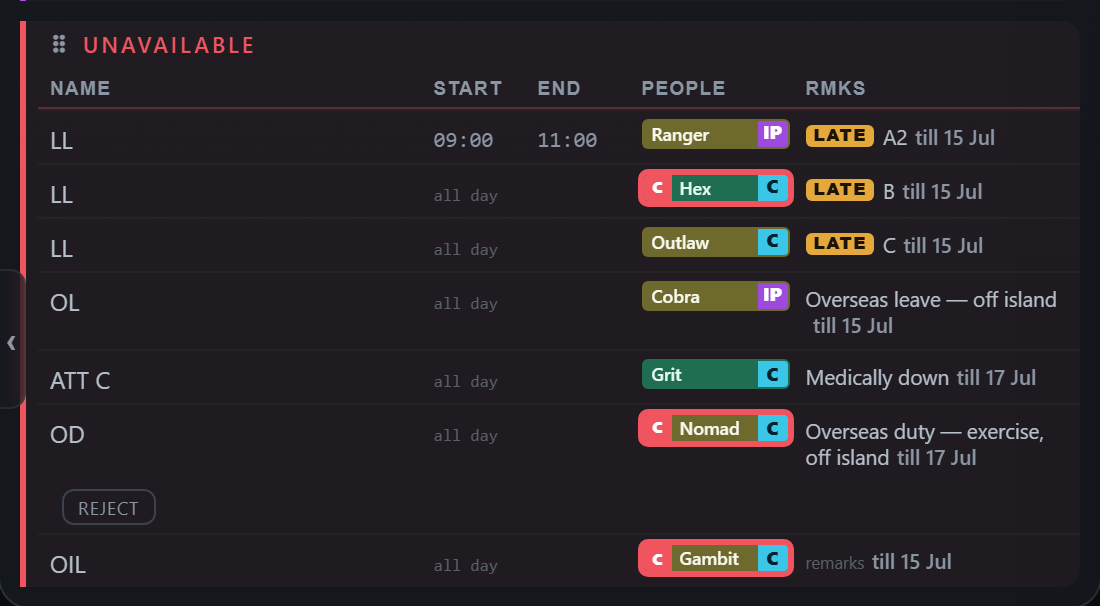 UNAVAILABLE
NAME START END PEOPLE RMKS
LL 09:00 11:00 Ranger IP LATE A2 till 15 Jul
LL all day C Hex C LATE B till 15 Jul
LL all day Outlaw C LATE C till 15 Jul
OL all day Cobra IP Overseas leave — off island
till 15 Jul
ATT C all day Grit C Medically down till 17 Jul
OD all day C Nomad C Overseas duty — exercise,
off island till 17 Jul
REJECT
OIL all day C Gambit C remarks till 15 Jul